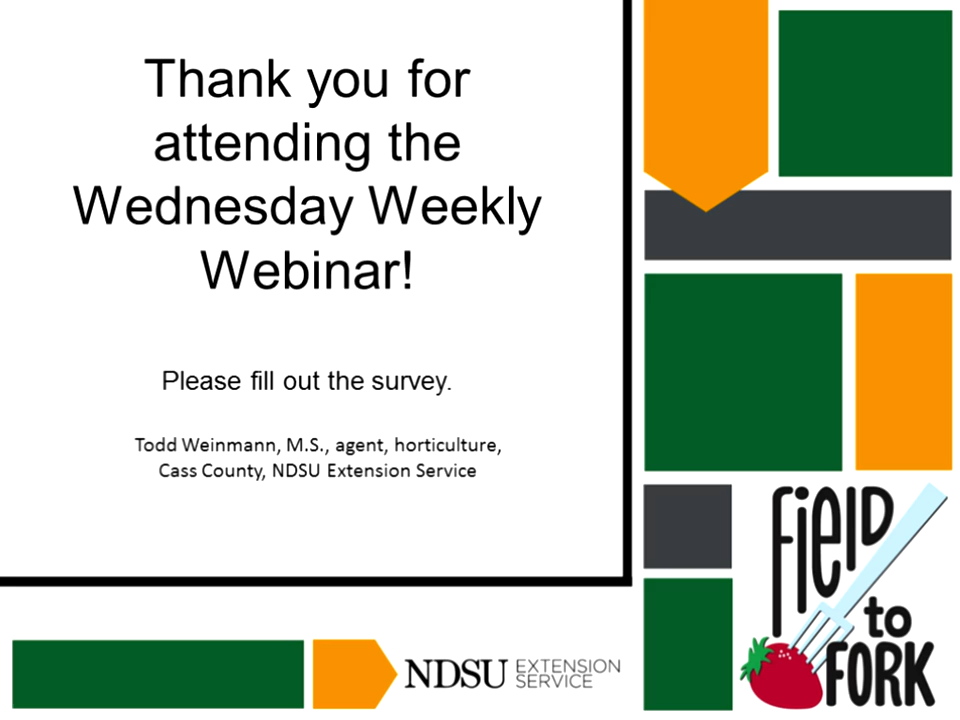 Thank you for
attending the
Wednesday Weekly
Webinar!
Please fill out the survey.
Todd Weinmann, M.S., agent, horticulture,
Cass County, NDSU Extension Service
NDSU EXTENSION
SERVICE
FiElD
to
FORK